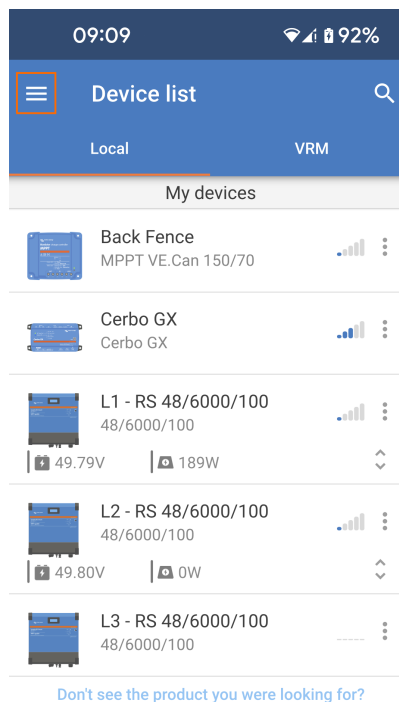 09:09
92%
Device list
Local
VRM
My devices
Back Fence
MPPT VE.Can 150/70
Cerbo GX
Cerbo GX
L1 - RS 48/6000/100
48/6000/100
49.79V
189W
L2 - RS 48/6000/100
48/6000/100
49.80V
0W
L3 - RS 48/6000/100
48/6000/100
Don't see the product you were looking for?